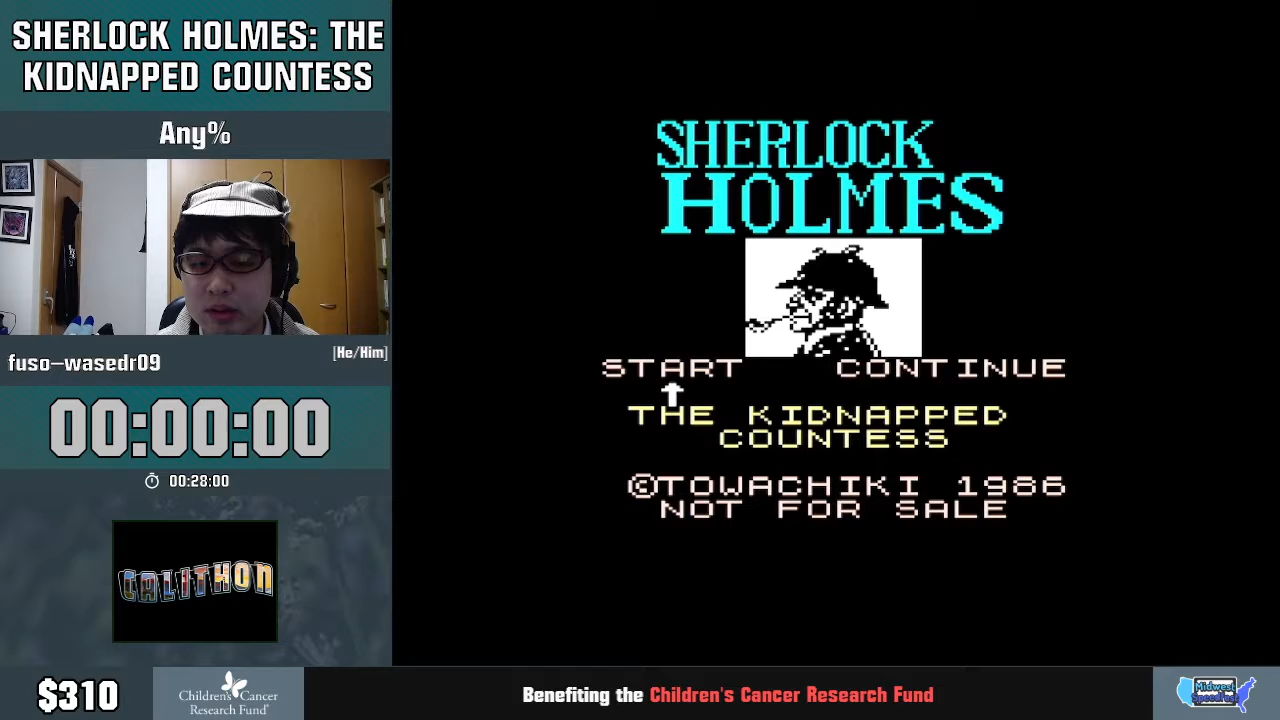 SHERLOCK HOLMES: THE
KIDNAPPED COUNTESS
Any%
fuso-wasedr09
[He/Him]
00:00:00
00:28:00
CALITHON
$310
Children's Cancer
Research Fund
Benefiting the Children's Cancer Research Fund
Midwest
Speedfest
SHERLOCK
HOLMES
START CONTINUE
THE KIDNAPPED
COUNTESS
©TOWACHIKI 1986
NOT FOR SALE